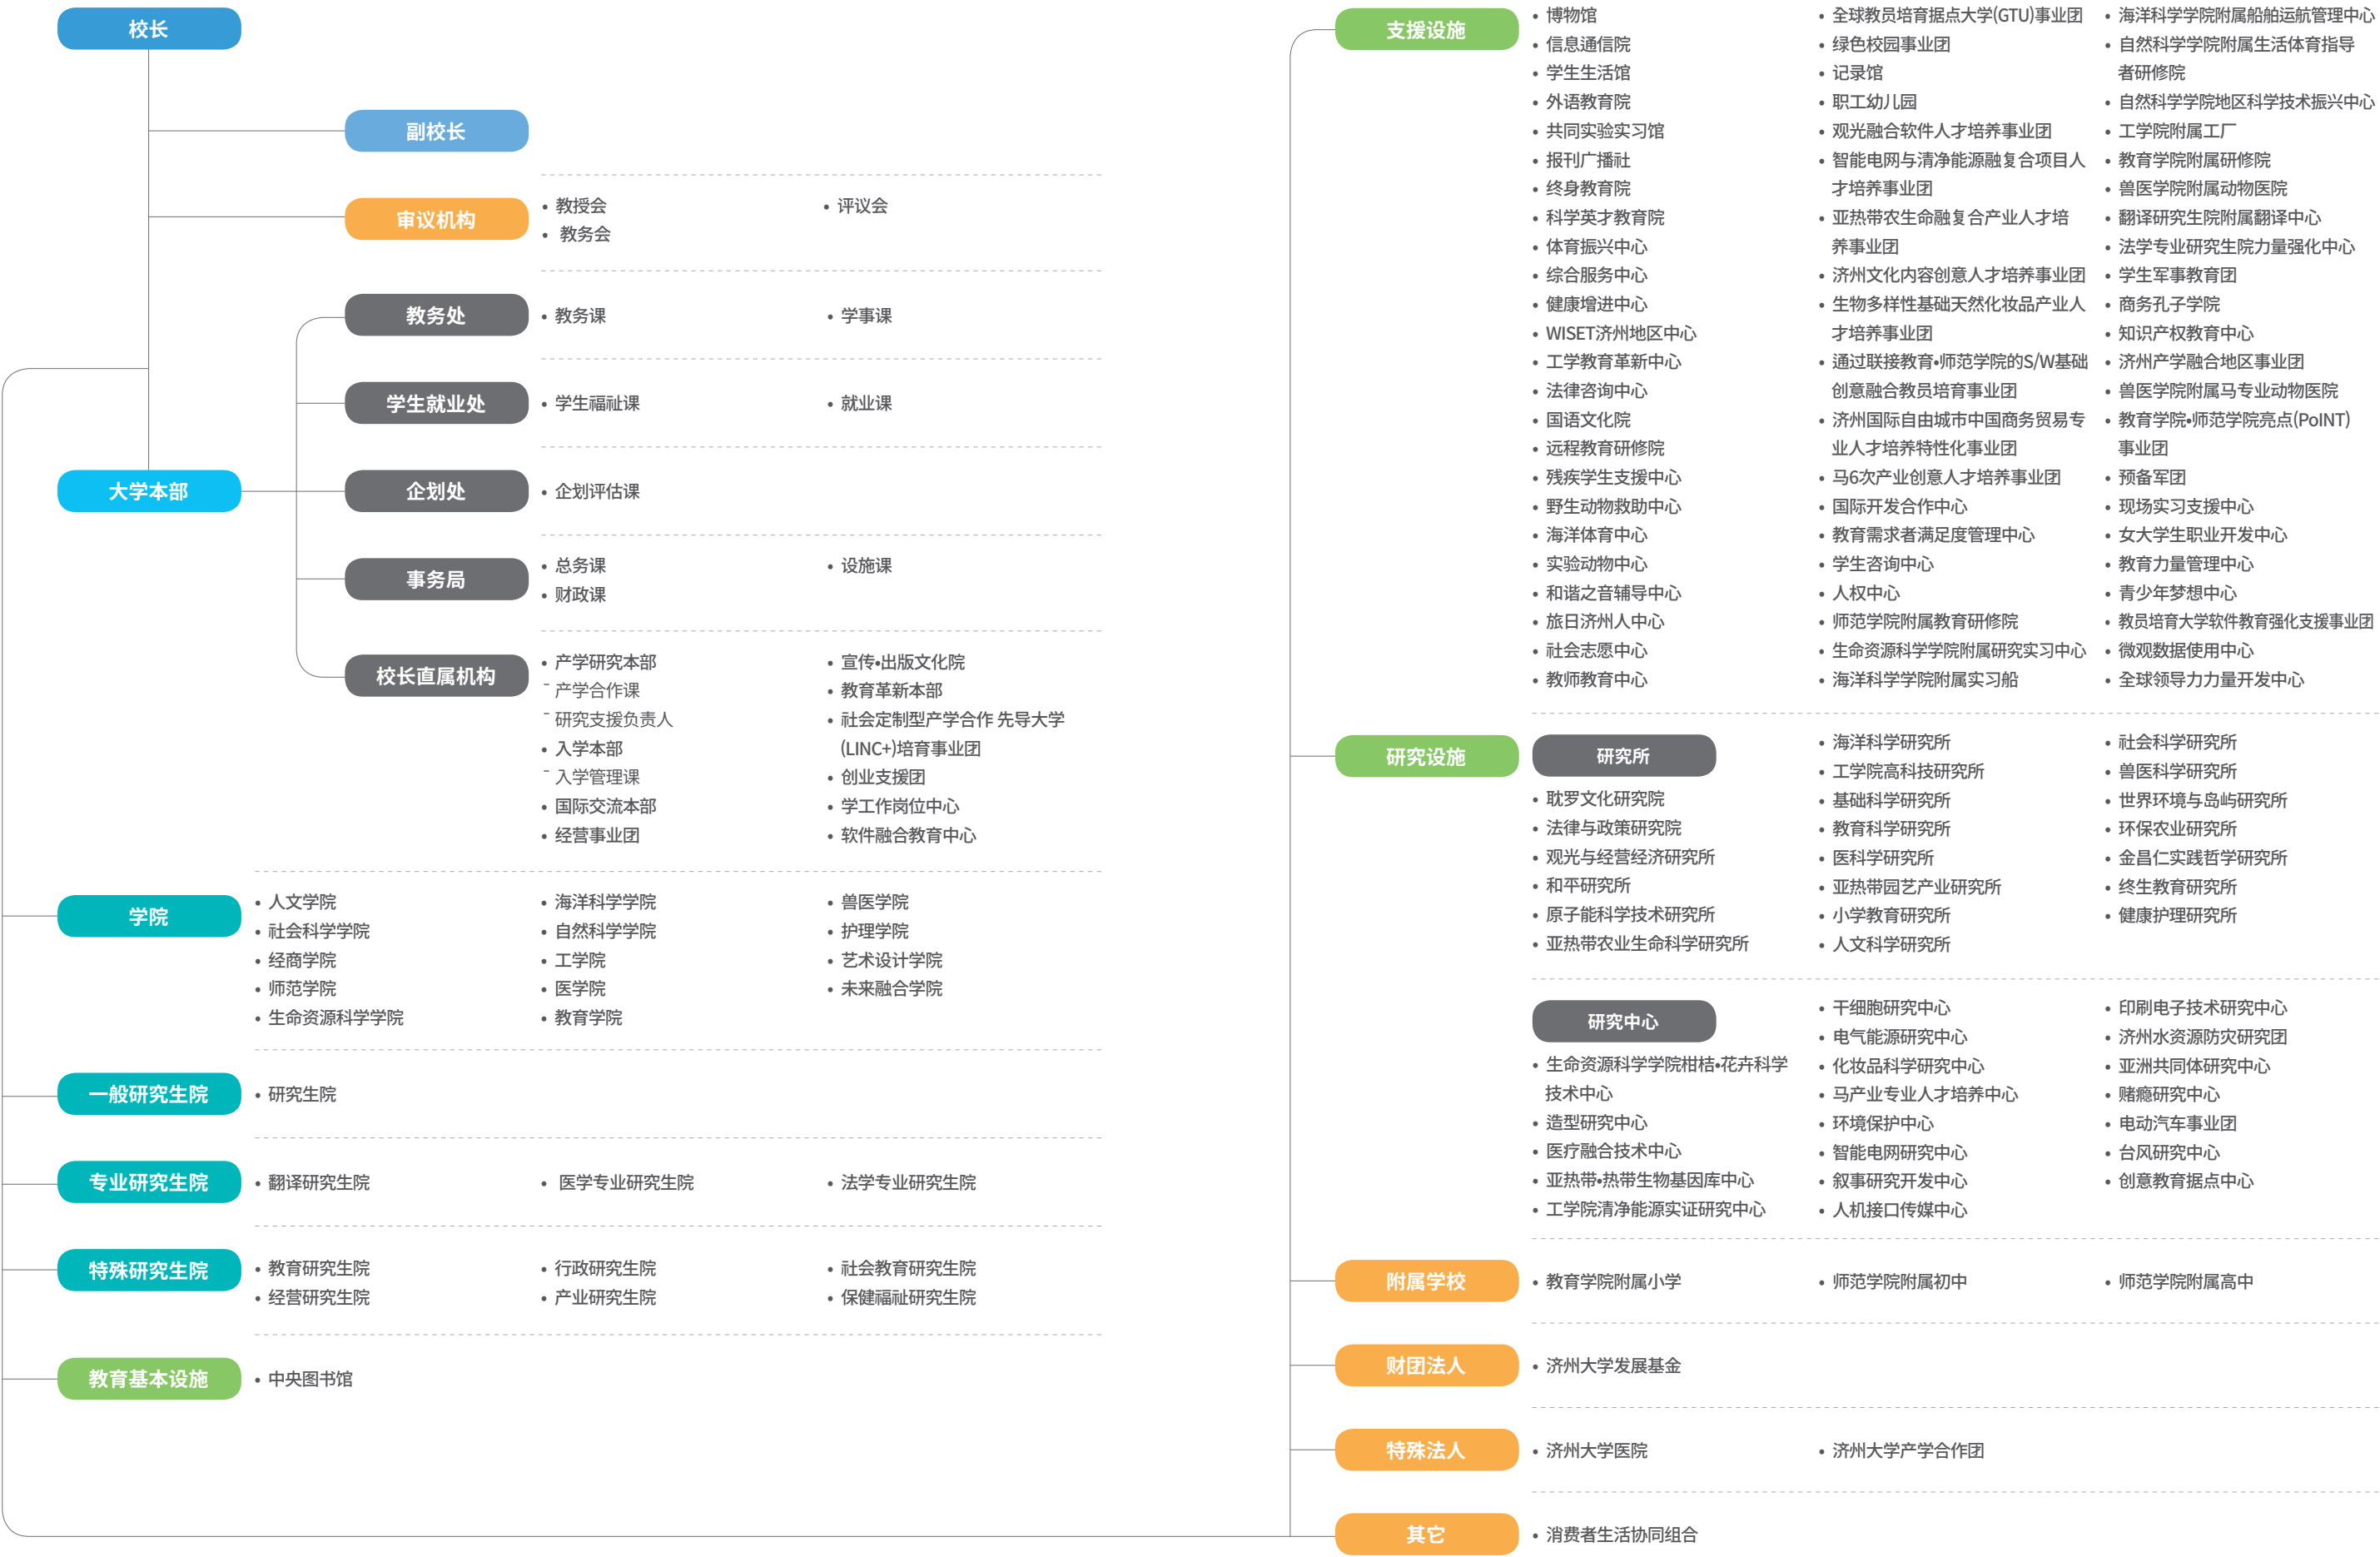 校长
副校长
审议机构
• 教授会
• 教务会
• 评议会
教务处
• 教务课
• 学事课
学生就业处
• 学生福祉课
• 就业课
大学本部
企划处
• 企划评估课
事务局
• 总务课
• 财政课
• 设施课
校长直属机构
• 产学研究本部
- 产学合作课
- 研究支援负责人
• 入学本部
- 入学管理课
• 国际交流本部
• 经营事业团
• 宣传•出版文化院
• 教育革新本部
• 社会定制型产学合作 先导大学
(LINC+)培育事业团
• 创业支援团
• 学工作岗位中心
• 软件融合教育中心
学院
• 人文学院
• 社会科学学院
• 经商学院
• 师范学院
• 生命资源科学学院
• 海洋科学学院
• 自然科学学院
• 工学院
• 医学院
• 教育学院
• 兽医学院
• 护理学院
• 艺术设计学院
• 未来融合学院
一般研究生院
• 研究生院
专业研究生院
• 翻译研究生院
• 医学专业研究生院
• 法学专业研究生院
特殊研究生院
• 教育研究生院
• 经营研究生院
• 行政研究生院
• 产业研究生院
• 社会教育研究生院
• 保健福祉研究生院
教育基本设施
• 中央图书馆
支援设施
• 博物馆
• 信息通信院
• 学生生活馆
• 外语教育院
• 共同实验实习馆
• 报刊广播社
• 终身教育院
• 科学英才教育院
• 体育振兴中心
• 综合服务中心
• 健康增进中心
• WISET济州地区中心
• 工学教育革新中心
• 法律咨询中心
• 国语文化院
• 远程教育研修院
• 残疾学生支援中心
• 野生动物救助中心
• 海洋体育中心
• 实验动物中心
• 和谐之音辅导中心
• 旅日济州人中心
• 社会志愿中心
• 教师教育中心
• 全球教员培育据点大学(GTU)事业团
• 绿色校园事业团
• 记录馆
• 职工幼儿园
• 观光融合软件人才培养事业团
• 智能电网与清净能源融复合项目人
才培养事业团
• 亚热带农生命融复合产业人才培
养事业团
• 济州文化内容创意人才培养事业团
• 生物多样性基础天然化妆品产业人
才培养事业团
• 通过联接教育•师范学院的S/W基础
创意融合教员培育事业团
• 济州国际自由城市中国商务贸易专
业人才培养特性化事业团
• 马6次产业创意人才培养事业团
• 国际开发合作中心
• 教育需求者满足度管理中心
• 学生咨询中心
• 人权中心
• 师范学院附属教育研修院
• 生命资源科学学院附属研究实习中心
• 海洋科学学院附属实习船
• 海洋科学学院附属船舶运航管理中心
• 自然科学学院附属生活体育指导
者研修院
• 自然科学学院地区科学技术振兴中心
• 工学院附属工厂
• 教育学院附属研修院
• 兽医学院附属动物医院
• 翻译研究生院附属翻译中心
• 法学专业研究生院力量强化中心
• 学生军事教育团
• 商务孔子学院
• 知识产权教育中心
• 济州产学融合地区事业团
• 兽医学院附属马专业动物医院
• 教育学院•师范学院亮点(PoINT)
事业团
• 预备军团
• 现场实习支援中心
• 女大学生职业开发中心
• 教育力量管理中心
• 青少年梦想中心
• 教员培育大学软件教育强化支援事业团
• 微观数据使用中心
• 全球领导力力量开发中心
研究设施
研究所
• 耽罗文化研究院
• 法律与政策研究院
• 观光与经营经济研究所
• 和平研究所
• 原子能科学技术研究所
• 亚热带农业生命科学研究所
• 海洋科学研究所
• 工学院高科技研究所
• 基础科学研究所
• 教育科学研究所
• 医科学研究所
• 亚热带园艺产业研究所
• 小学教育研究所
• 人文科学研究所
• 社会科学研究所
• 兽医科学研究所
• 世界环境与岛屿研究所
• 环保农业研究所
• 金昌仁实践哲学研究所
• 终生教育研究所
• 健康护理研究所
研究中心
• 生命资源科学学院柑桔•花卉科学
技术中心
• 造型研究中心
• 医疗融合技术中心
• 亚热带•热带生物基因库中心
• 工学院清净能源实证研究中心
• 干细胞研究中心
• 电气能源研究中心
• 化妆品科学研究中心
• 马产业专业人才培养中心
• 环境保护中心
• 智能电网研究中心
• 叙事研究开发中心
• 人机接口传媒中心
• 印刷电子技术研究中心
• 济州水资源防灾研究团
• 亚洲共同体研究中心
• 赌瘾研究中心
• 电动汽车事业团
• 台风研究中心
• 创意教育据点中心
附属学校
• 教育学院附属小学
• 师范学院附属初中
• 师范学院附属高中
财团法人
• 济州大学发展基金
特殊法人
• 济州大学医院
• 济州大学产学合作团
其它
• 消费者生活协同组合